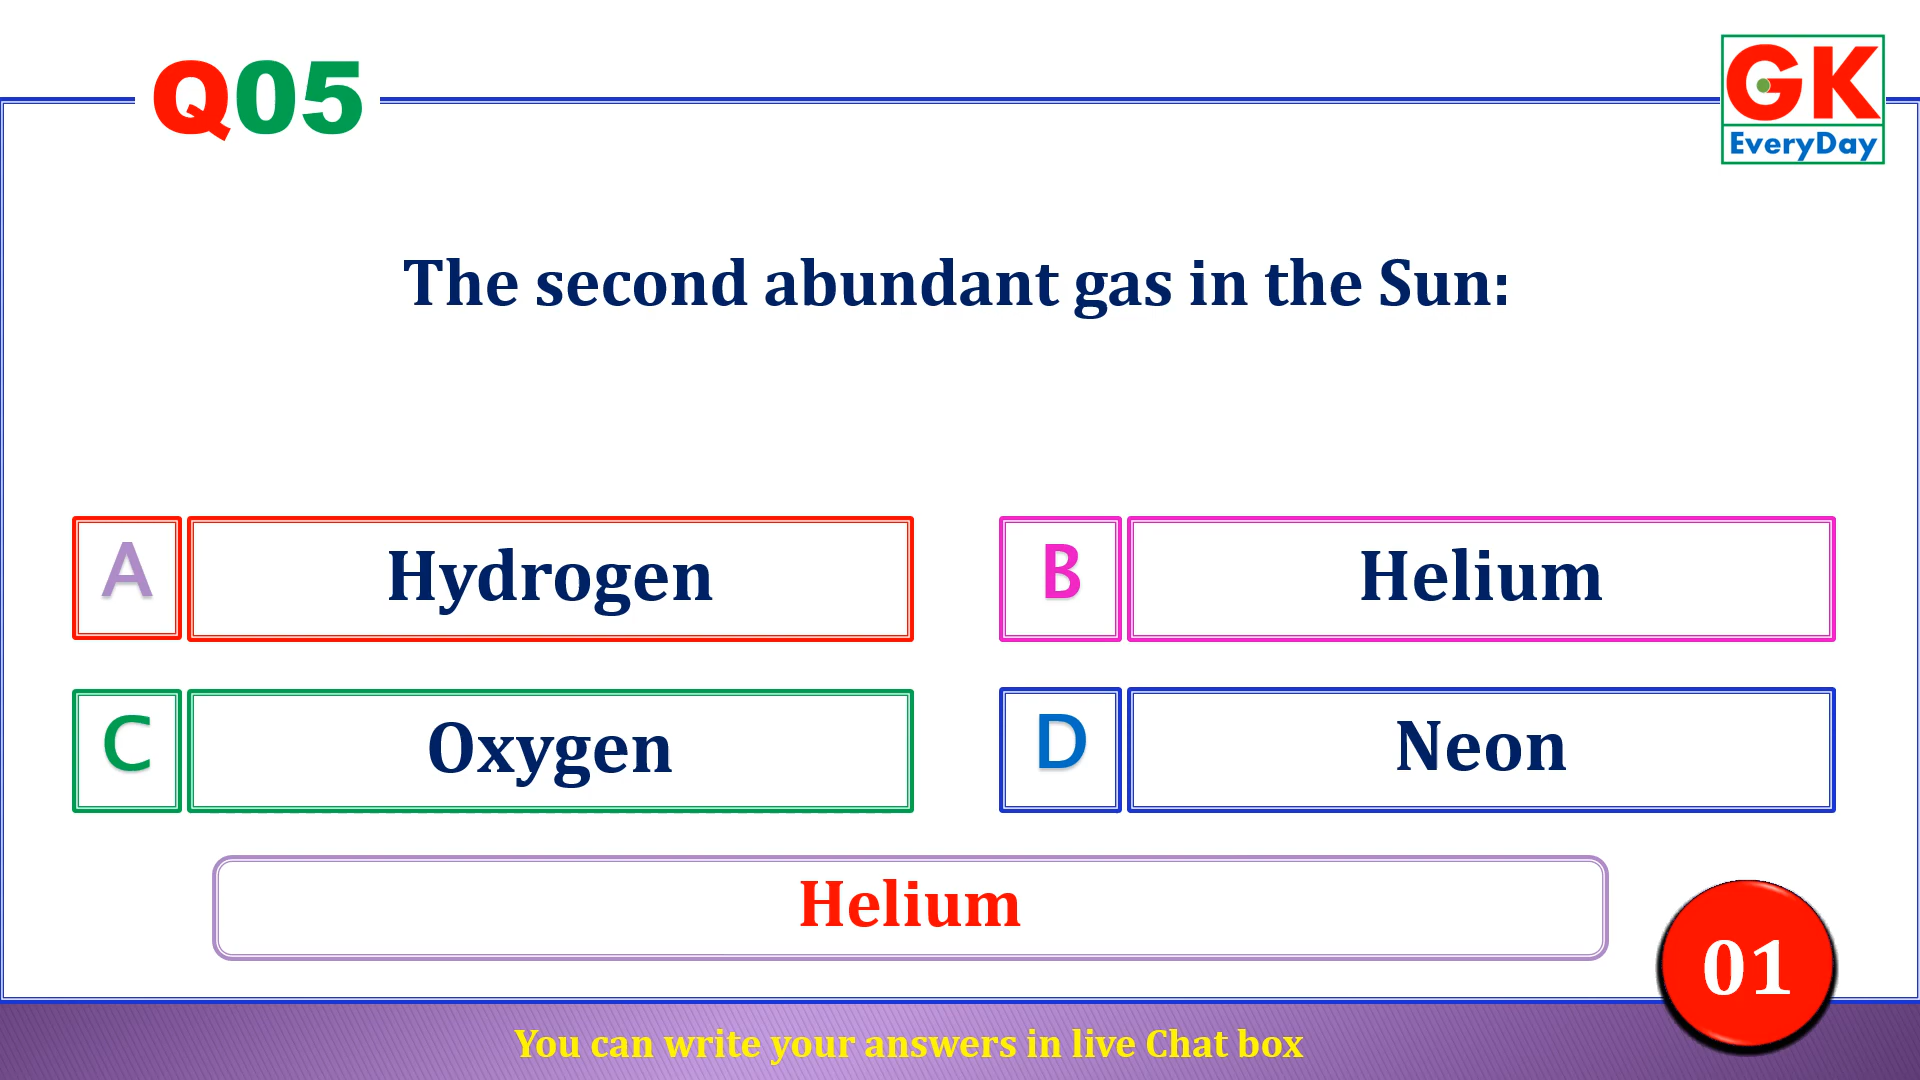 Q05
GK
EveryDay
The second abundant gas in the Sun:
A Hydrogen
B Helium
C Oxygen
D Neon
Helium
01
You can write your answers in live Chat box